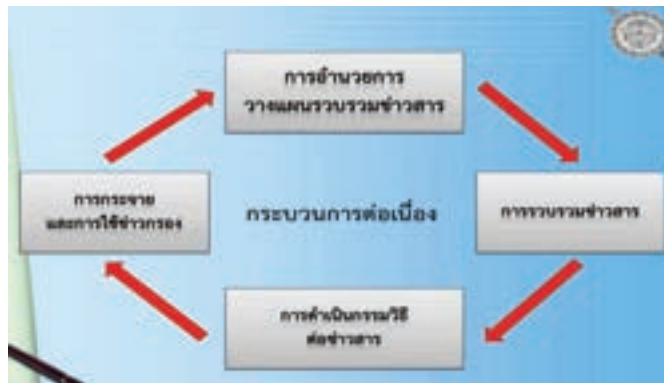 การอำนวยการ
วางแผนรวบรวมข่าวสาร
การกระจาย
และการใช้ข่าวกรอง
กระบวนการต่อเนื่อง
การรวบรวมข่าวสาร
การดำเนินกรรมวิธี
ต่อข่าวสาร